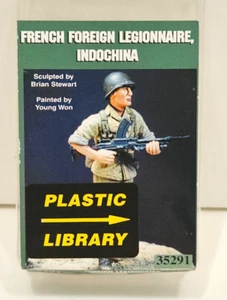 FRENCH FOREIGN LEGIONNAIRE,
INDOCHINA
Sculpted by
Brian Stewart
Painted by
Young Won
PLASTIC
LIBRARY
35291